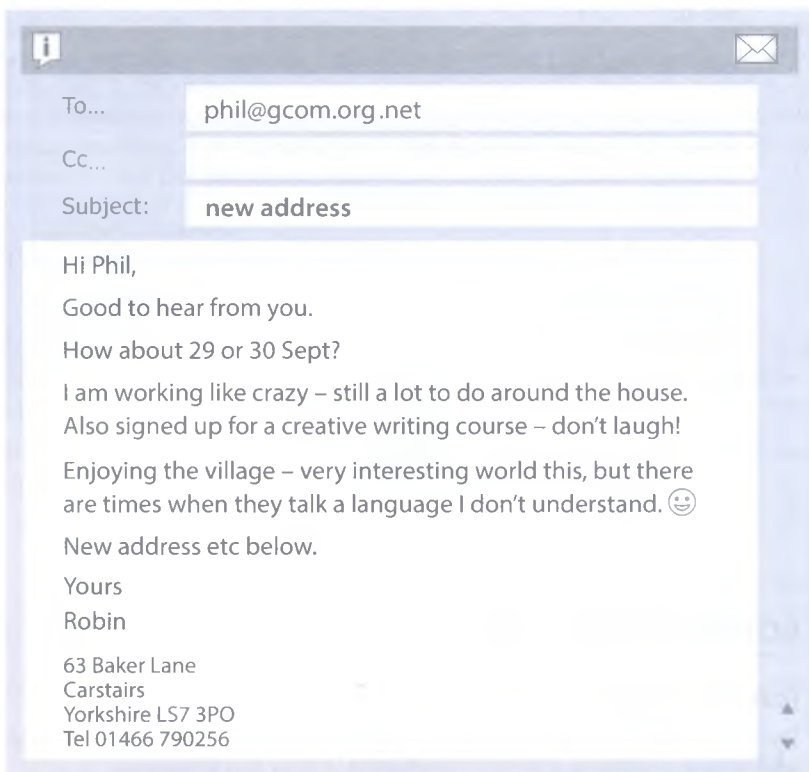 To... phil@gcom.org.net
Cc...
Subject: new address
Hi Phil,
Good to hear from you.
How about 29 or 30 Sept?
I am working like crazy – still a lot to do around the house.
Also signed up for a creative writing course – don't laugh!
Enjoying the village – very interesting world this, but there
are times when they talk a language I don't understand. 😀
New address etc below.
Yours
Robin
63 Baker Lane
Carstairs
Yorkshire LS7 3PO
Tel 01466 790256